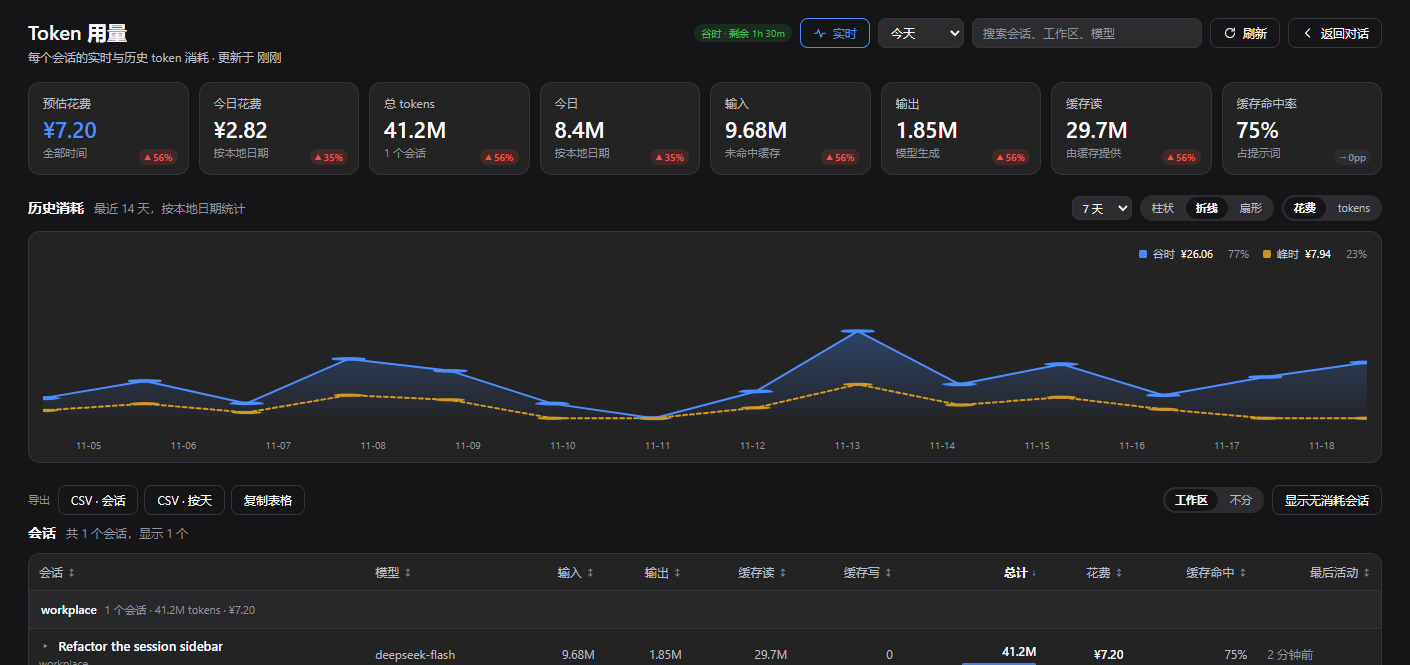 Token 用量
每个会话的实时与历史 token 消耗 · 更新于 刚刚
谷时 · 剩余 1h 30m
实时
今天
搜索会话、工作区、模型
刷新
返回对话
预估花费
¥7.20
全部时间
▲ 56%
今日花费
¥2.82
按本地日期
▲ 35%
总 tokens
41.2M
1 个会话
▲ 56%
今日
8.4M
按本地日期
▲ 35%
输入
9.68M
未命中缓存
▲ 56%
输出
1.85M
模型生成
▲ 56%
缓存读
29.7M
由缓存提供
▲ 56%
缓存命中率
75%
占提示词
→ 0pp
历史消耗 最近 14 天，按本地日期统计
7 天
柱状 折线 扇形
花费 tokens
谷时 ¥26.06 77% 峰时 ¥7.94 23%
11-05 11-06 11-07 11-08 11-09 11-10 11-11 11-12 11-13 11-14 11-15 11-16 11-17 11-18
导出 CSV · 会话 CSV · 按天 复制表格
工作区 不分 显示无消耗会话
会话 共 1 个会话，显示 1 个
会话 ↕ 模型 ↕ 输入 ↕ 输出 ↕ 缓存读 ↕ 缓存写 ↕ 总计 ↓ 花费 ↕ 缓存命中 ↕ 最后活动 ↕
workplace 1 个会话 · 41.2M tokens · ¥7.20
Refactor the session sidebar
workplace
deepseek-flash 9.68M 1.85M 29.7M 0 41.2M ¥7.20 75% 2 分钟前